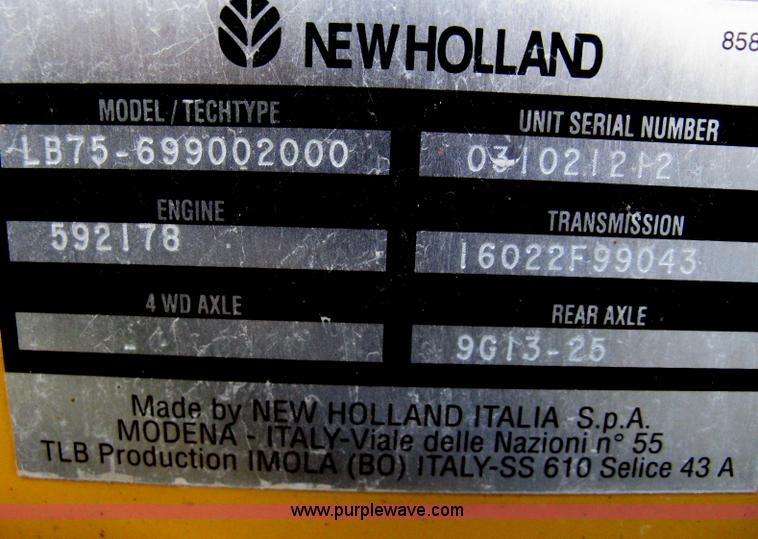 NEW HOLLAND
858
MODEL / TECHTYPE
LB75-699002000
UNIT SERIAL NUMBER
031021212
ENGINE
592178
TRANSMISSION
16022F99043
4 WD AXLE
REAR AXLE
9G13-25
Made by NEW HOLLAND ITALIA S.p.A.
MODENA - ITALY-Viale delle Nazioni n° 55
TLB Production IMOLA (BO) ITALY-SS 610 Selice 43 A
www.purplewave.com